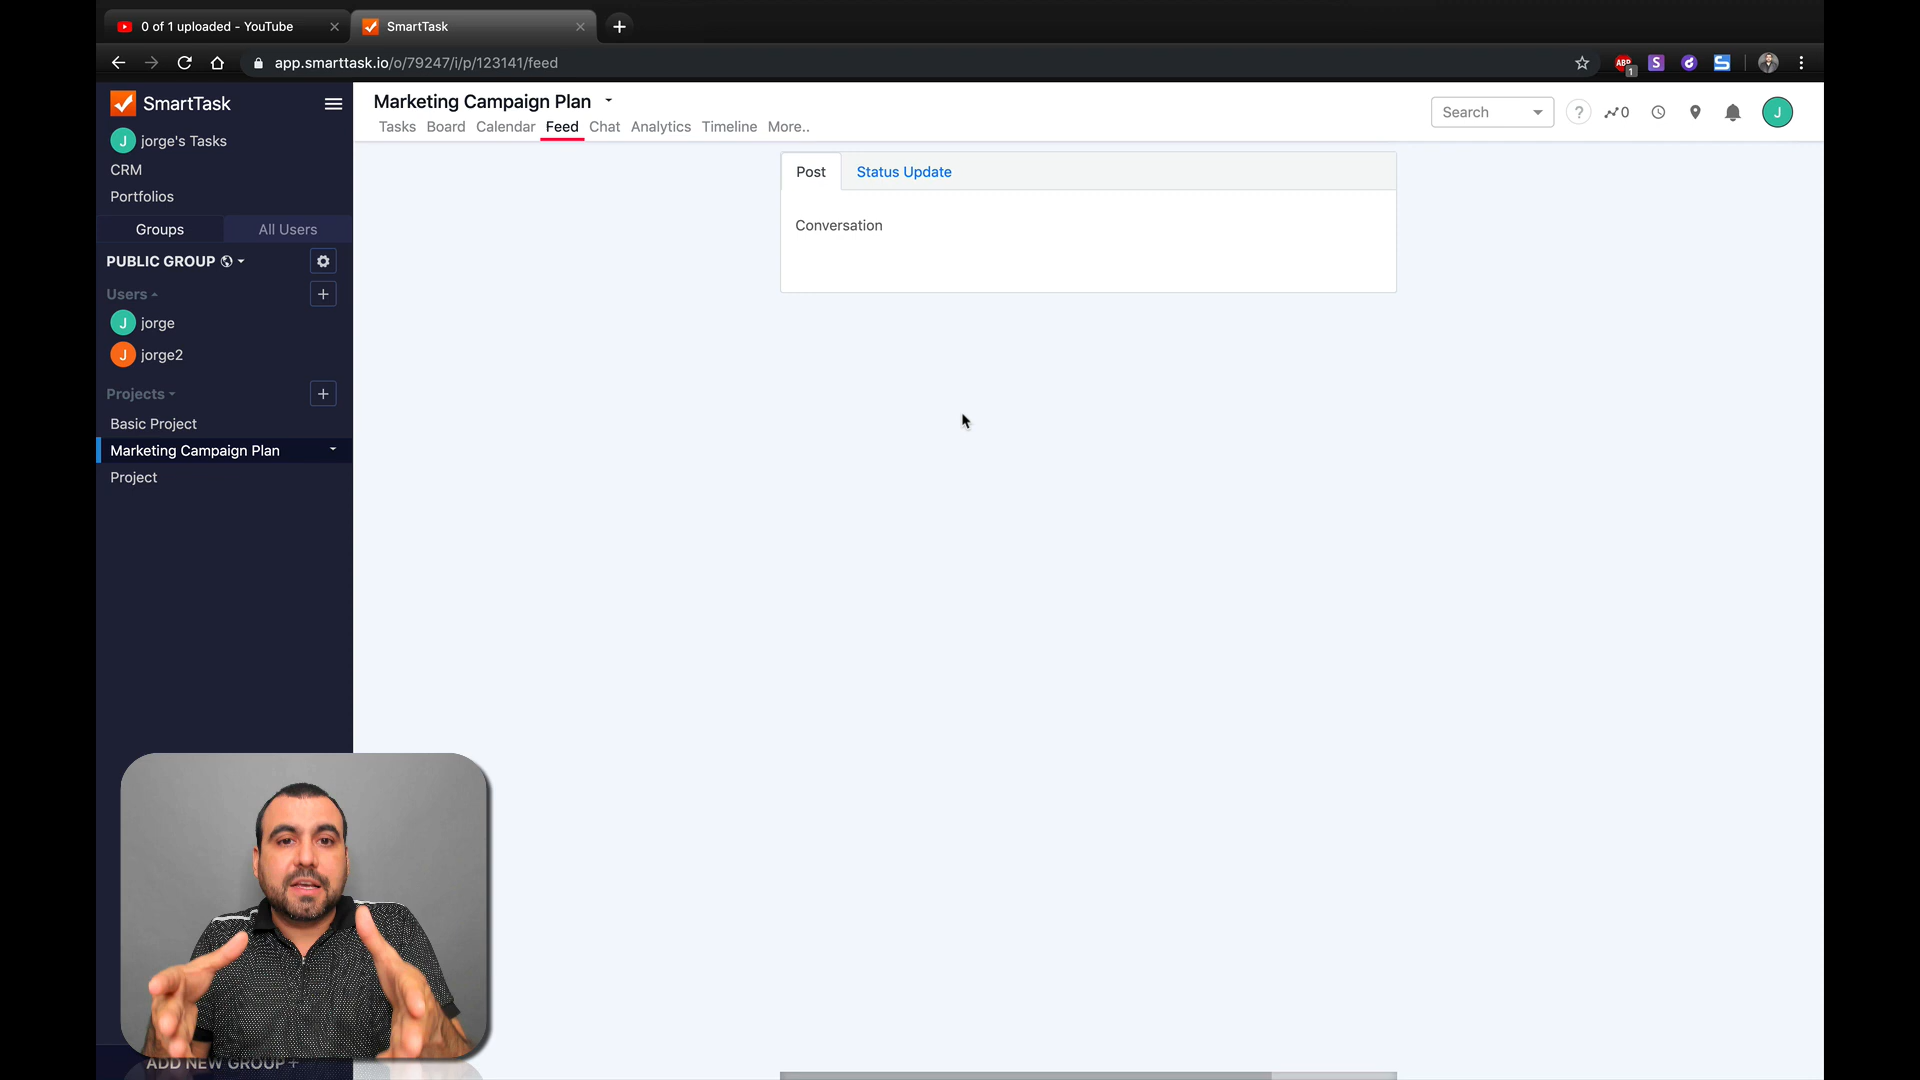 0 of 1 uploaded - YouTube
SmartTask
app.smarttask.io/o/79247/i/p/123141/feed
ABP
1
S
SmartTask
J jorge's Tasks
CRM
Portfolios
Groups
All Users
PUBLIC GROUP
Users
J jorge
J jorge2
Projects
Basic Project
Marketing Campaign Plan
Project
ADD NEW GROUP +
Marketing Campaign Plan
Tasks Board Calendar Feed Chat Analytics Timeline More..
Search
?
0
J
Post
Status Update
Conversation